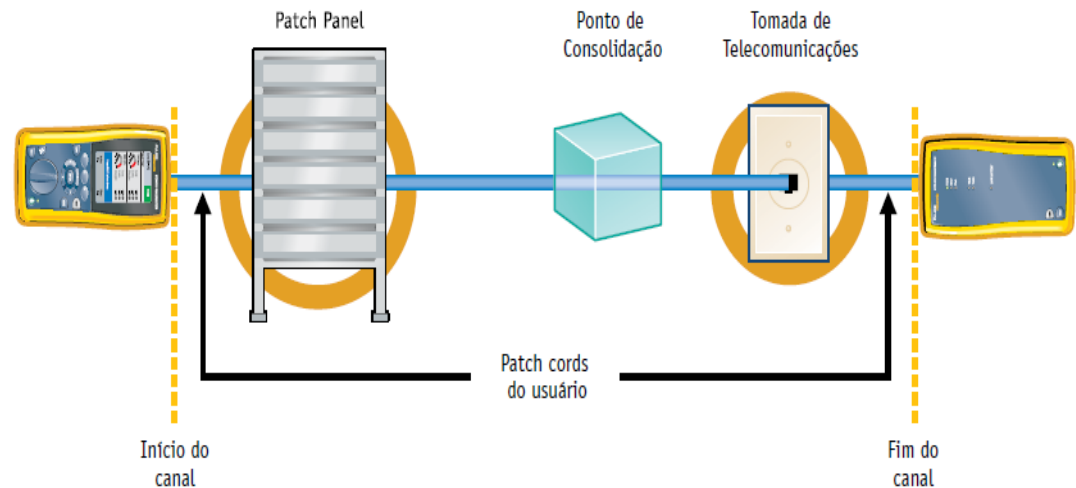 Patch Panel
Ponto de
Consolidação
Tomada de
Telecomunicações
Patch cords
do usuário
Início do
canal
Fim do
canal